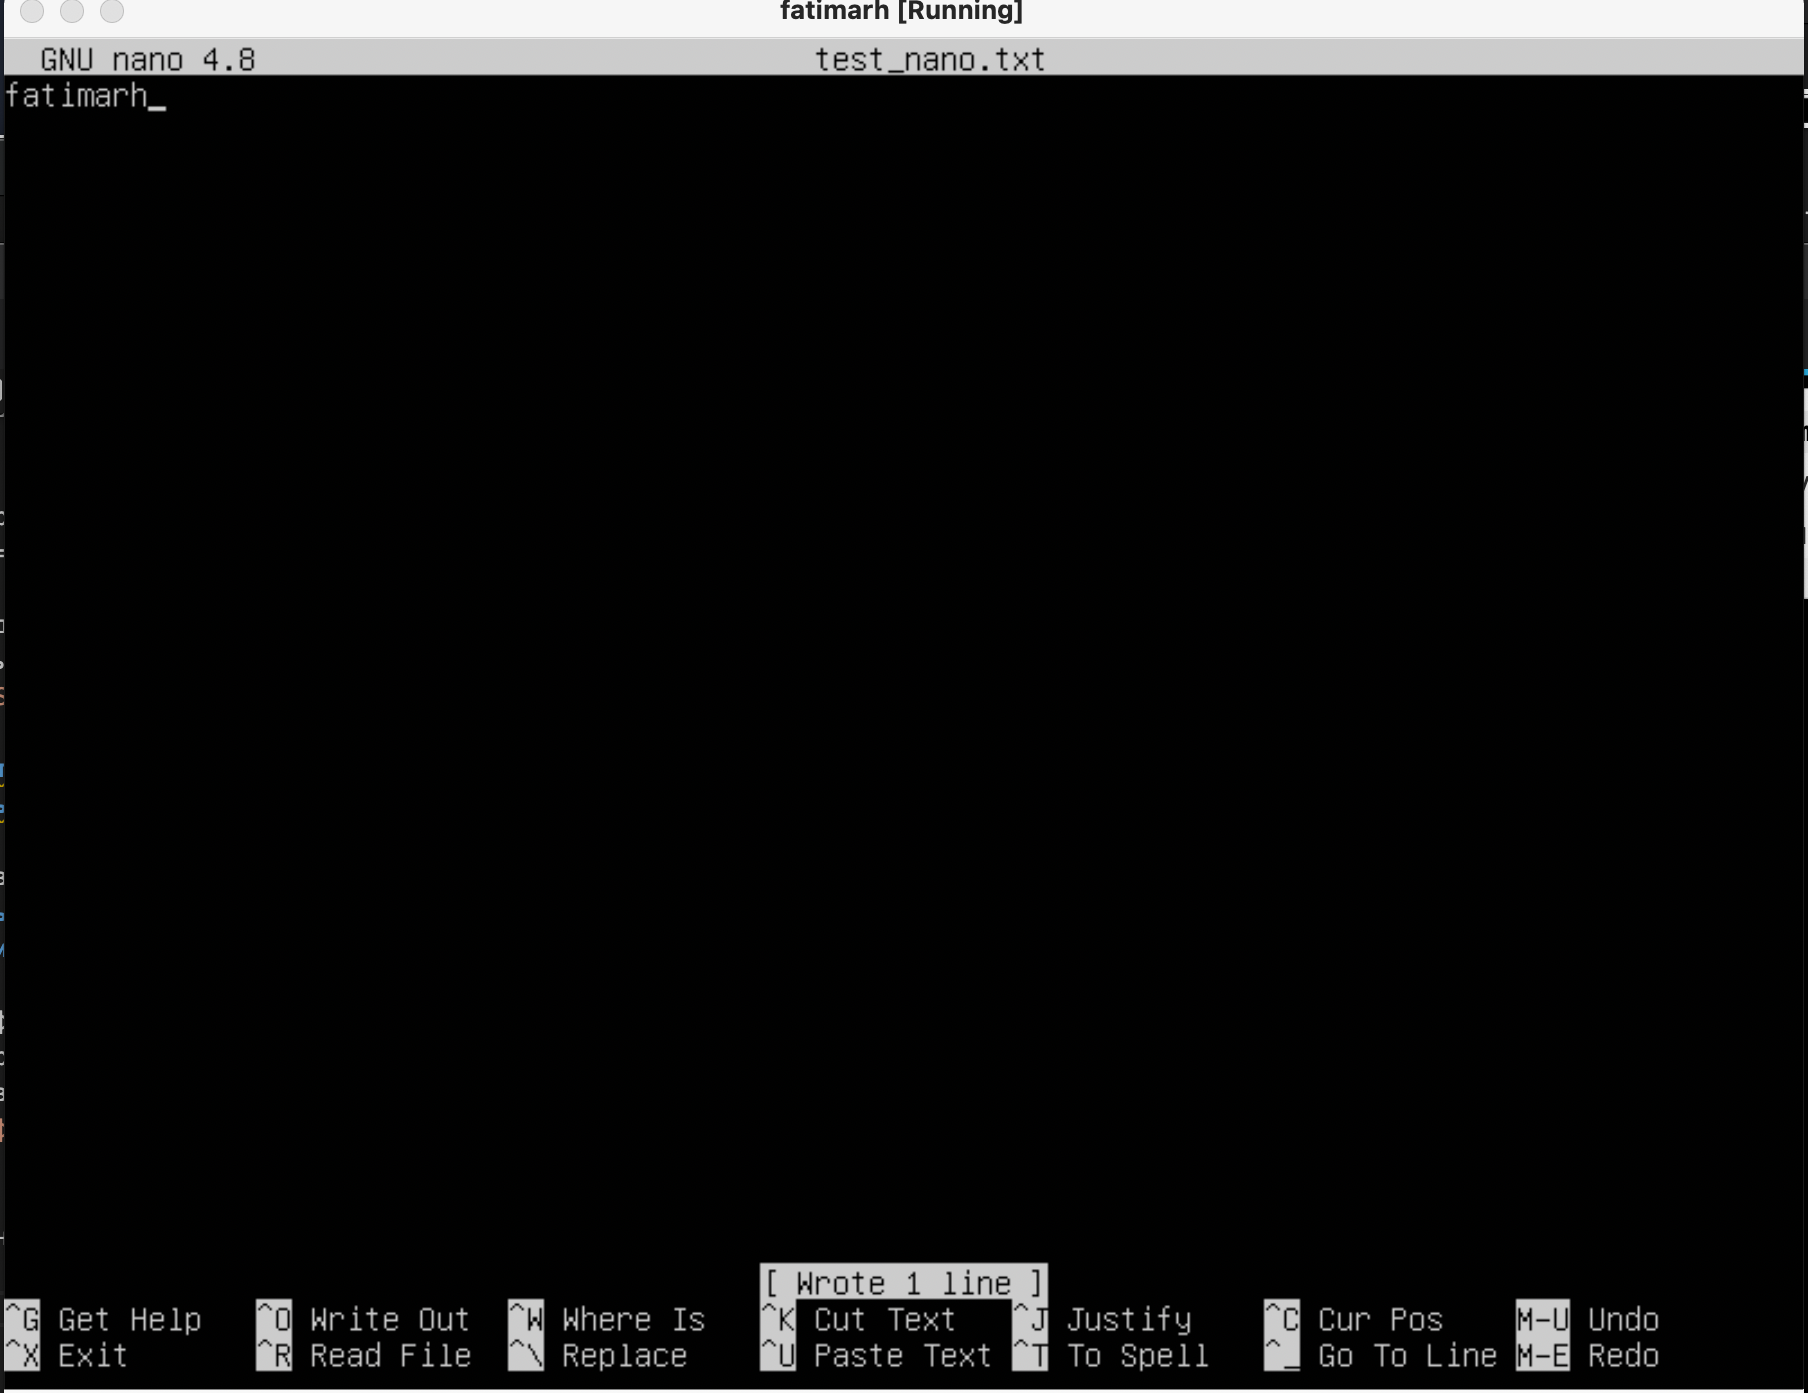 fatimarh [Running]
GNU nano 4.8 test_nano.txt
fatimarh_
[ Wrote 1 line ]
^G Get Help ^O Write Out ^W Where Is ^K Cut Text ^J Justify ^C Cur Pos M-U Undo
^X Exit ^R Read File ^\ Replace ^U Paste Text ^T To Spell ^_ Go To Line M-E Redo